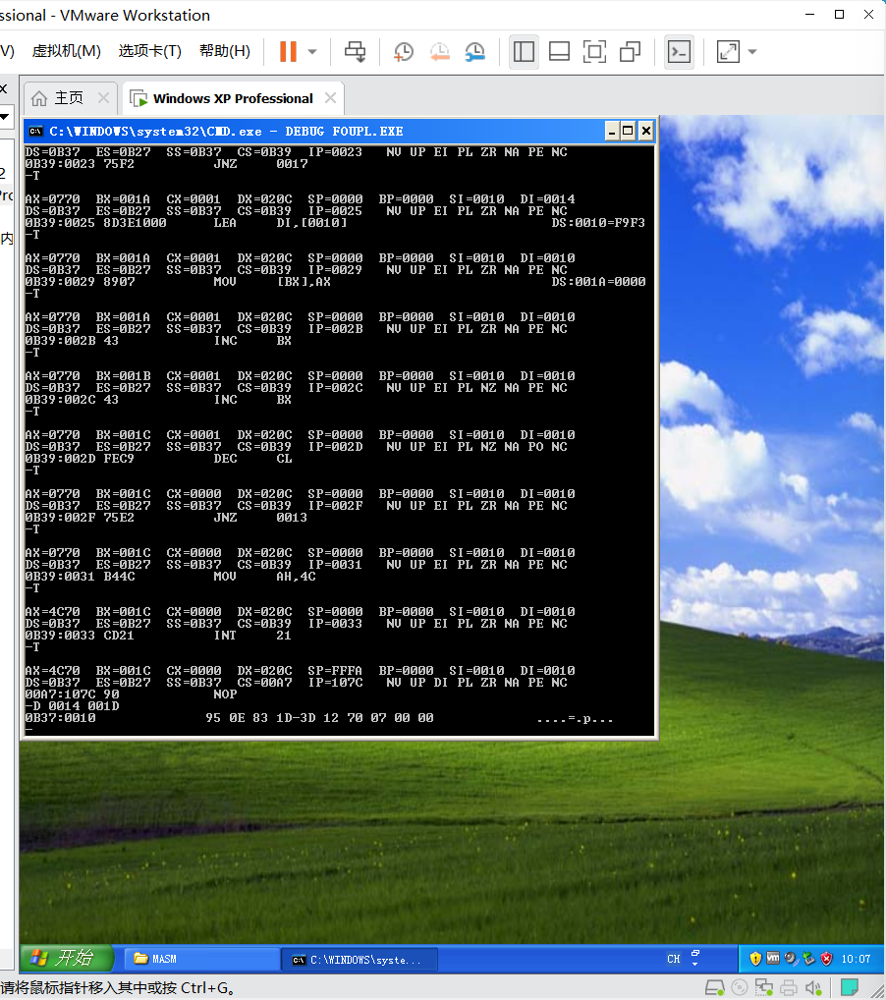 ssional - VMware Workstation
V) 虚拟机(M) 选项卡(T) 帮助(H)
主页 Windows XP Professional
C:\WINDOWS\system32\CMD.exe - DEBUG FOUPL.EXE
DS=0B37 ES=0B27 SS=0B37 CS=0B39 IP=0023 NV UP EI PL ZR NA PE NC
0B39:0023 75F2 JNZ 0017
-T
AX=0770 BX=001A CX=0001 DX=020C SP=0000 BP=0000 SI=0010 DI=0014
DS=0B37 ES=0B27 SS=0B37 CS=0B39 IP=0025 NV UP EI PL ZR NA PE NC
0B39:0025 8D3E1000 LEA DI,[0010] DS:0010=F9F3
-T
AX=0770 BX=001A CX=0001 DX=020C SP=0000 BP=0000 SI=0010 DI=0010
DS=0B37 ES=0B27 SS=0B37 CS=0B39 IP=0029 NV UP EI PL ZR NA PE NC
0B39:0029 8907 MOV [BX],AX DS:001A=0000
-T
AX=0770 BX=001A CX=0001 DX=020C SP=0000 BP=0000 SI=0010 DI=0010
DS=0B37 ES=0B27 SS=0B37 CS=0B39 IP=002B NV UP EI PL ZR NA PE NC
0B39:002B 43 INC BX
-T
AX=0770 BX=001B CX=0001 DX=020C SP=0000 BP=0000 SI=0010 DI=0010
DS=0B37 ES=0B27 SS=0B37 CS=0B39 IP=002C NV UP EI PL NZ NA PE NC
0B39:002C 43 INC BX
-T
AX=0770 BX=001C CX=0001 DX=020C SP=0000 BP=0000 SI=0010 DI=0010
DS=0B37 ES=0B27 SS=0B37 CS=0B39 IP=002D NV UP EI PL NZ NA PO NC
0B39:002D FEC9 DEC CL
-T
AX=0770 BX=001C CX=0000 DX=020C SP=0000 BP=0000 SI=0010 DI=0010
DS=0B37 ES=0B27 SS=0B37 CS=0B39 IP=002F NV UP EI PL ZR NA PE NC
0B39:002F 75E2 JNZ 0013
-T
AX=0770 BX=001C CX=0000 DX=020C SP=0000 BP=0000 SI=0010 DI=0010
DS=0B37 ES=0B27 SS=0B37 CS=0B39 IP=0031 NV UP EI PL ZR NA PE NC
0B39:0031 B44C MOV AH,4C
-T
AX=4C70 BX=001C CX=0000 DX=020C SP=0000 BP=0000 SI=0010 DI=0010
DS=0B37 ES=0B27 SS=0B37 CS=0B39 IP=0033 NV UP EI PL ZR NA PE NC
0B39:0033 CD21 INT 21
-T
AX=4C70 BX=001C CX=0000 DX=020C SP=FFFA BP=0000 SI=0010 DI=0010
DS=0B37 ES=0B27 SS=0B37 CS=00A7 IP=107C NV UP DI PL ZR NA PE NC
00A7:107C 90 NOP
-D 0014 001D
0B37:0010 95 0E 83 1D-3D 12 70 07 00 00 ....=.p...
-
2
Pro
内
开始 MASM C:\WINDOWS\syste... CH 10:07
请将鼠标指针移入其中或按 Ctrl+G。